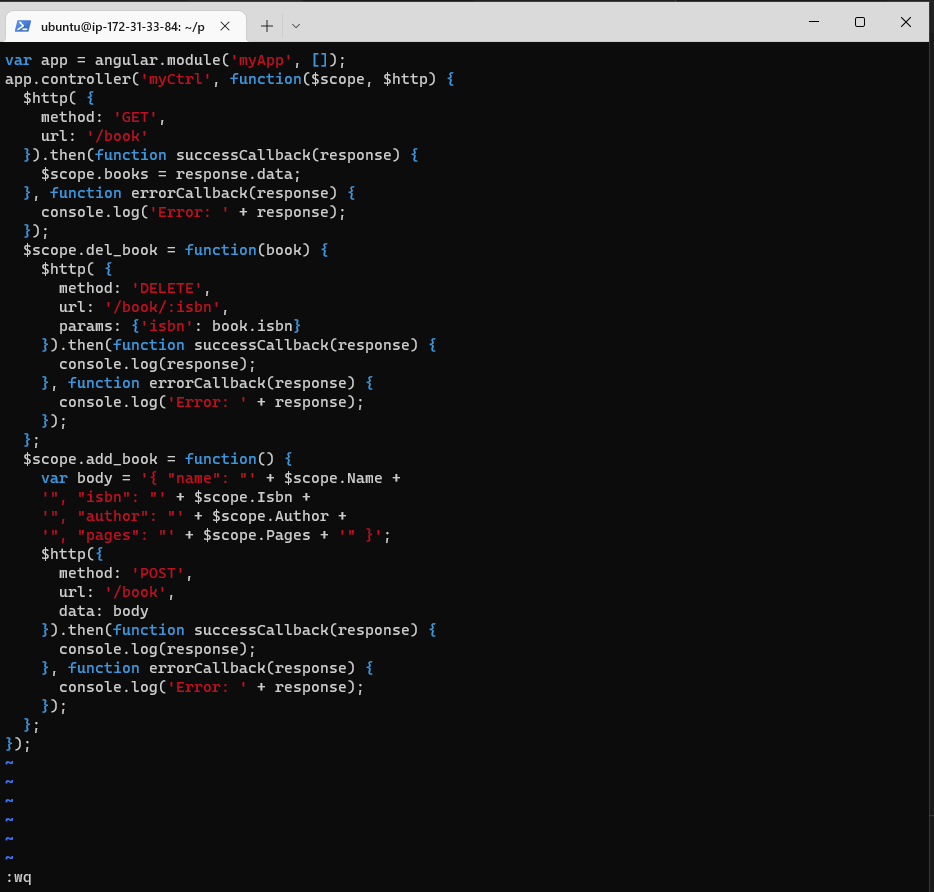 ubuntu@ip-172-31-33-84: ~/p
var app = angular.module('myApp', []);
app.controller('myCtrl', function($scope, $http) {
  $http( {
    method: 'GET',
    url: '/book'
  }).then(function successCallback(response) {
    $scope.books = response.data;
  }, function errorCallback(response) {
    console.log('Error: ' + response);
  });
  $scope.del_book = function(book) {
    $http( {
      method: 'DELETE',
      url: '/book/:isbn',
      params: {'isbn': book.isbn}
    }).then(function successCallback(response) {
      console.log(response);
    }, function errorCallback(response) {
      console.log('Error: ' + response);
    });
  };
  $scope.add_book = function() {
    var body = '{ "name": "' + $scope.Name +
    '", "isbn": "' + $scope.Isbn +
    '", "author": "' + $scope.Author +
    '", "pages": "' + $scope.Pages + '" }';
    $http({
      method: 'POST',
      url: '/book',
      data: body
    }).then(function successCallback(response) {
      console.log(response);
    }, function errorCallback(response) {
      console.log('Error: ' + response);
    });
  };
});
~
~
~
~
~
~
:wq